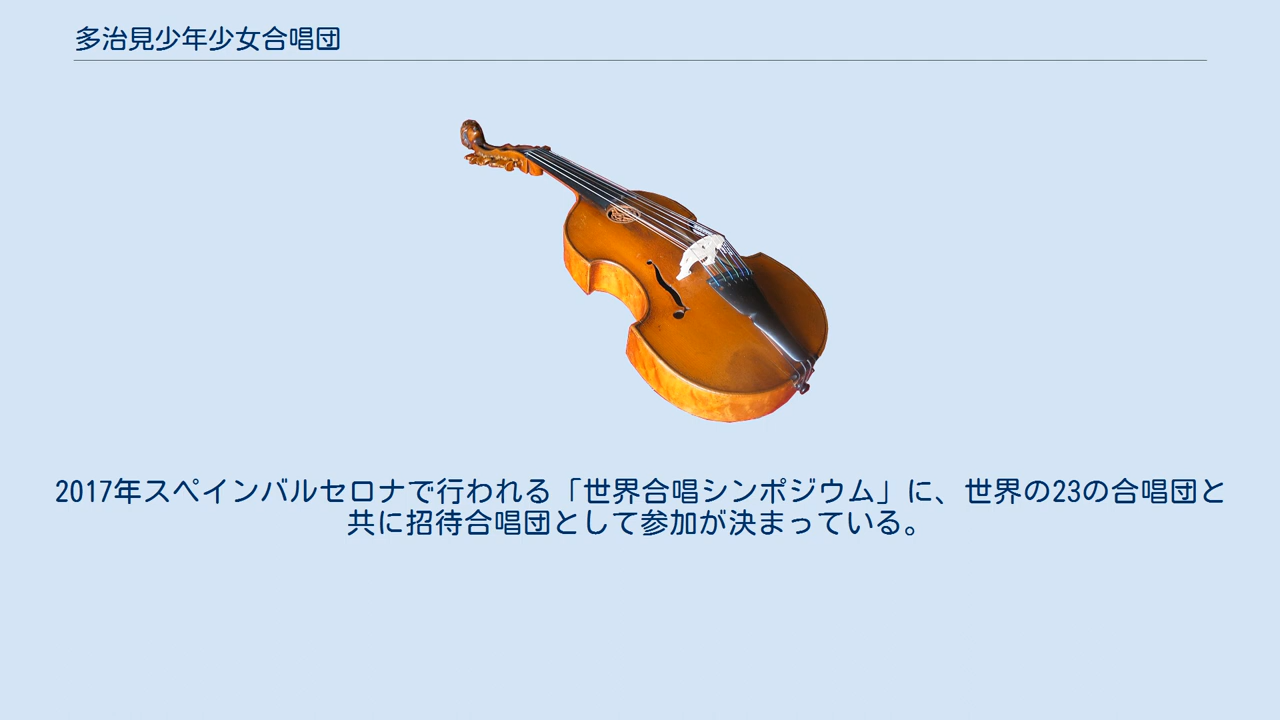 多治見少年少女合唱団
2017年スペインバルセロナで行われる「世界合唱シンポジウム」に、世界の23の合唱団と
共に招待合唱団として参加が決まっている。